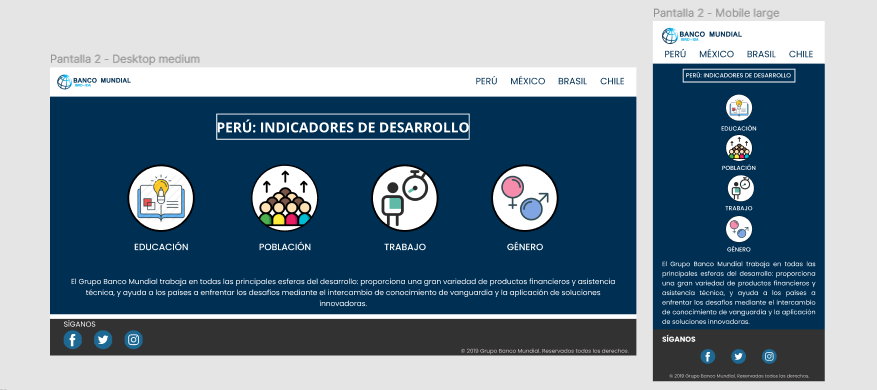 Pantalla 2 - Desktop medium
BANCO MUNDIAL
BIRD - AIF
PERÚ MÉXICO BRASIL CHILE
PERÚ: INDICADORES DE DESARROLLO
EDUCACIÓN POBLACIÓN TRABAJO GÉNERO
El Grupo Banco Mundial trabaja en todas las principales esferas del desarrollo: proporciona una gran variedad de productos financieros y asistencia
técnica, y ayuda a los países a enfrentar los desafíos mediante el intercambio de conocimiento de vanguardia y la aplicación de soluciones
innovadoras.
SÍGANOS
© 2019 Grupo Banco Mundial. Reservados todos los derechos.
Pantalla 2 - Mobile large
BANCO MUNDIAL
BIRD - AIF
PERÚ MÉXICO BRASIL CHILE
PERÚ: INDICADORES DE DESARROLLO
EDUCACIÓN
POBLACIÓN
TRABAJO
GÉNERO
El Grupo Banco Mundial trabaja en todas las
principales esferas del desarrollo: proporciona
una gran variedad de productos financieros y
asistencia técnica, y ayuda a los países a
enfrentar los desafíos mediante el intercambio
de conocimiento de vanguardia y la aplicación
de soluciones innovadoras.
SÍGANOS
© 2019 Grupo Banco Mundial. Reservados todos los derechos.